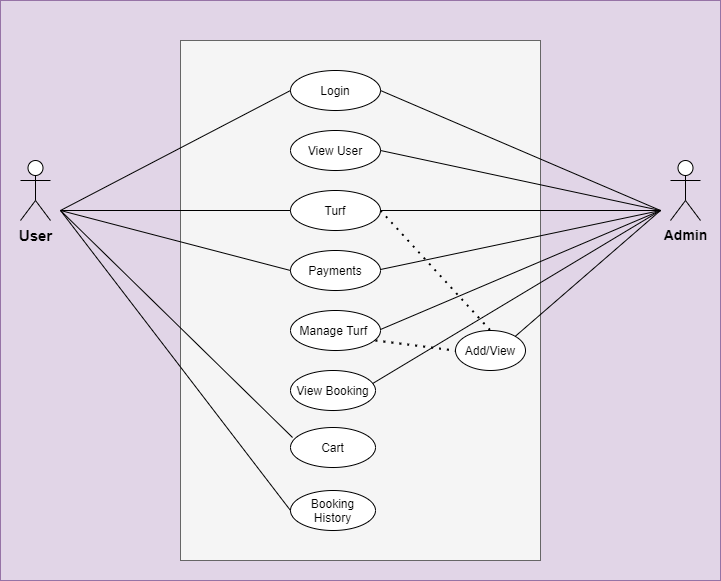 Login
View User
User
Turf
Admin
Payments
Manage Turf
Add/View
View Booking
Cart
Booking
History